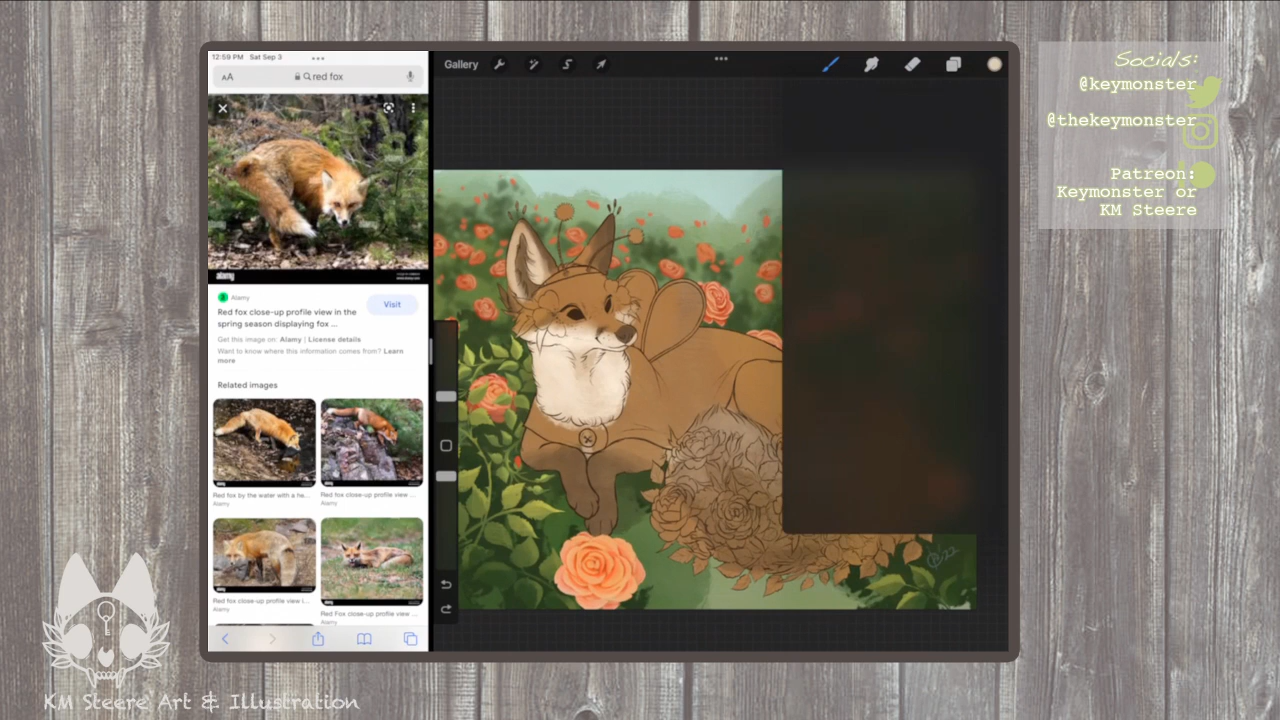 12:59 PM Sat Sep 3
AA
red fox
alamy
Alamy
Visit
Red fox close-up profile view in the
spring season displaying fox ...
Get this image on: Alamy | License details
Want to know where this information comes from? Learn
more
Related images
Red fox by the water with a he...
Alamy
Red fox close-up profile view ...
Alamy
Red fox close-up profile view i...
Alamy
Red Fox close-up profile view ...
Alamy
Gallery
Socials:
@keymonster
@thekeymonster
Patreon:
Keymonster or
KM Steere
KM Steere Art & Illustration